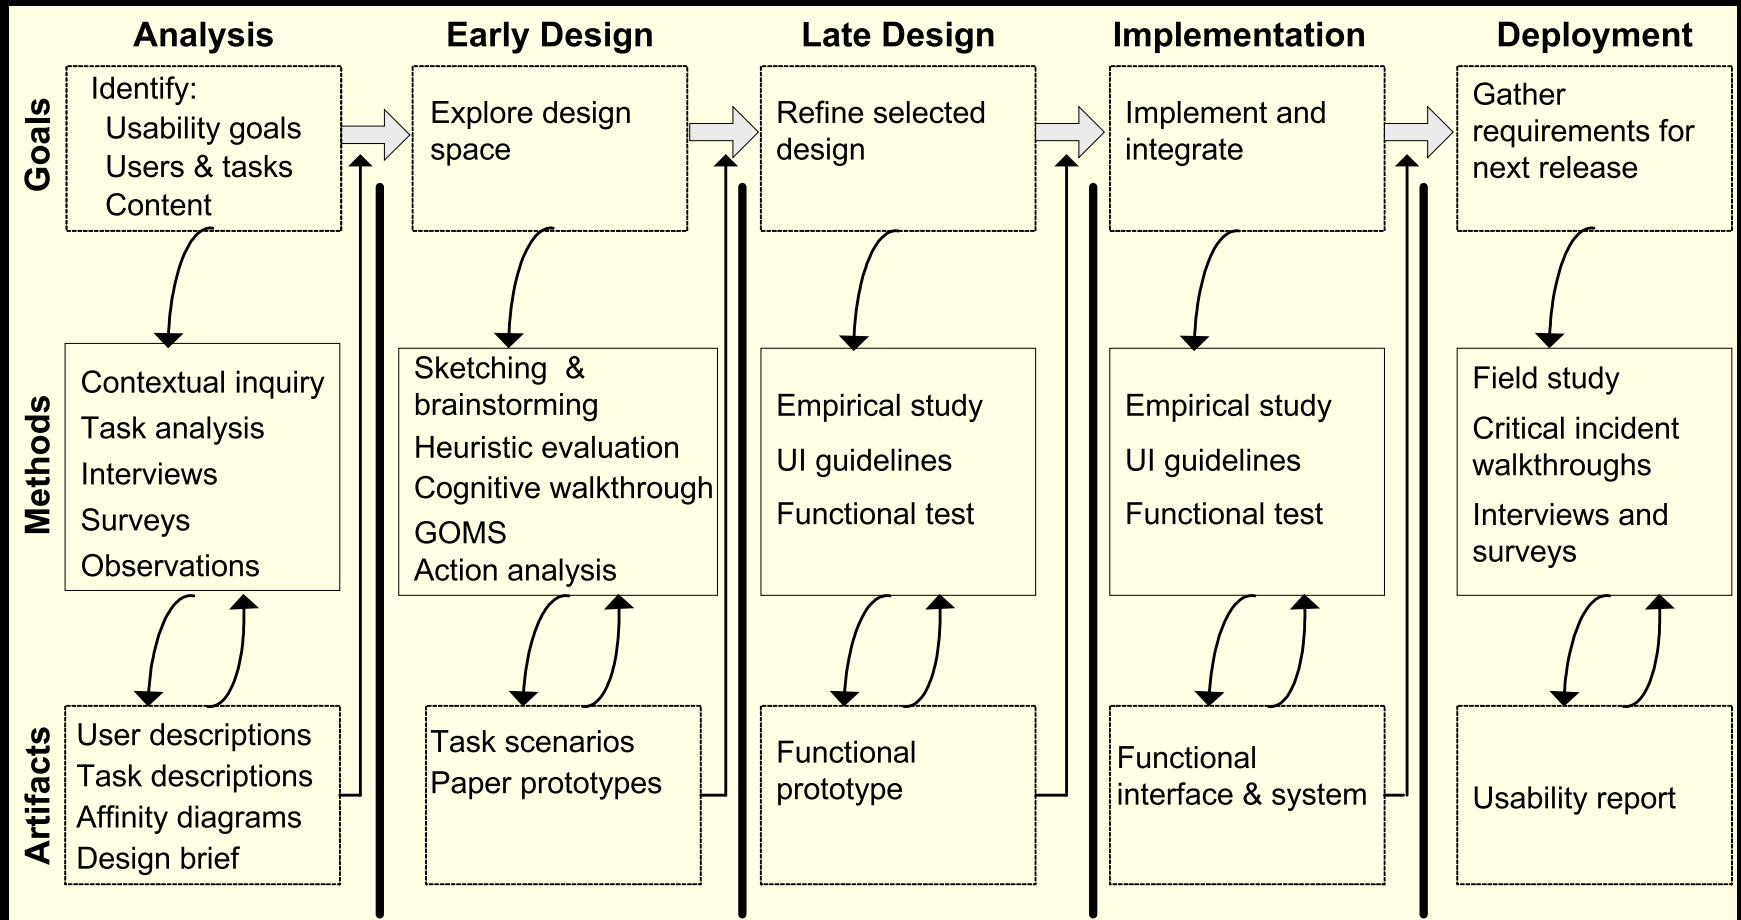 Analysis
Early Design
Late Design
Implementation
Deployment
Goals
Identify:
Usability goals
Users & tasks
Content
Explore design
space
Refine selected
design
Implement and
integrate
Gather
requirements for
next release
Methods
Contextual inquiry
Task analysis
Interviews
Surveys
Observations
Sketching &
brainstorming
Heuristic evaluation
Cognitive walkthrough
GOMS
Action analysis
Empirical study
UI guidelines
Functional test
Empirical study
UI guidelines
Functional test
Field study
Critical incident
walkthroughs
Interviews and
surveys
Artifacts
User descriptions
Task descriptions
Affinity diagrams
Design brief
Task scenarios
Paper prototypes
Functional
prototype
Functional
interface & system
Usability report